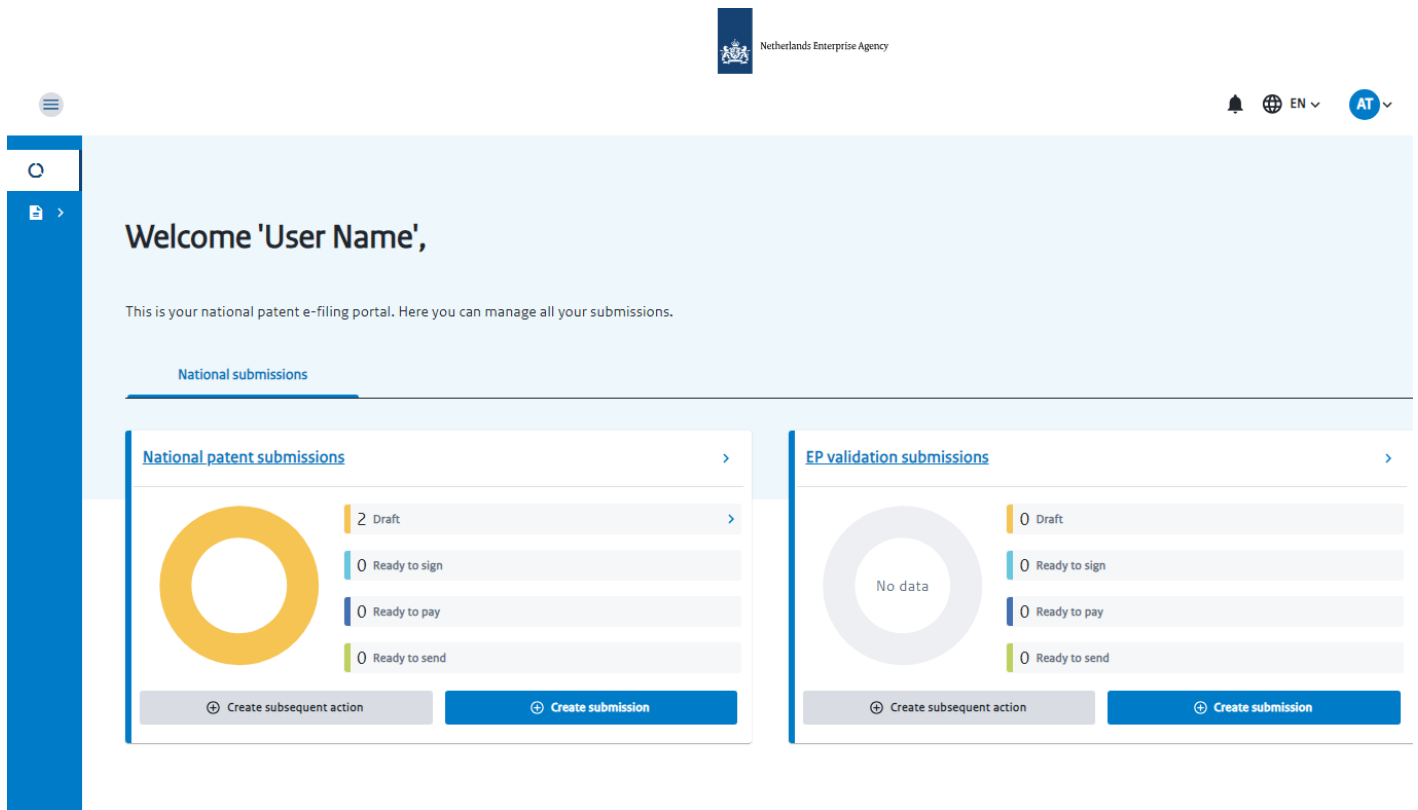 Netherlands Enterprise Agency
EN
AT
Welcome 'User Name',
This is your national patent e-filing portal. Here you can manage all your submissions.
National submissions
National patent submissions
2 Draft
0 Ready to sign
0 Ready to pay
0 Ready to send
Create subsequent action
Create submission
EP validation submissions
No data
0 Draft
0 Ready to sign
0 Ready to pay
0 Ready to send
Create subsequent action
Create submission